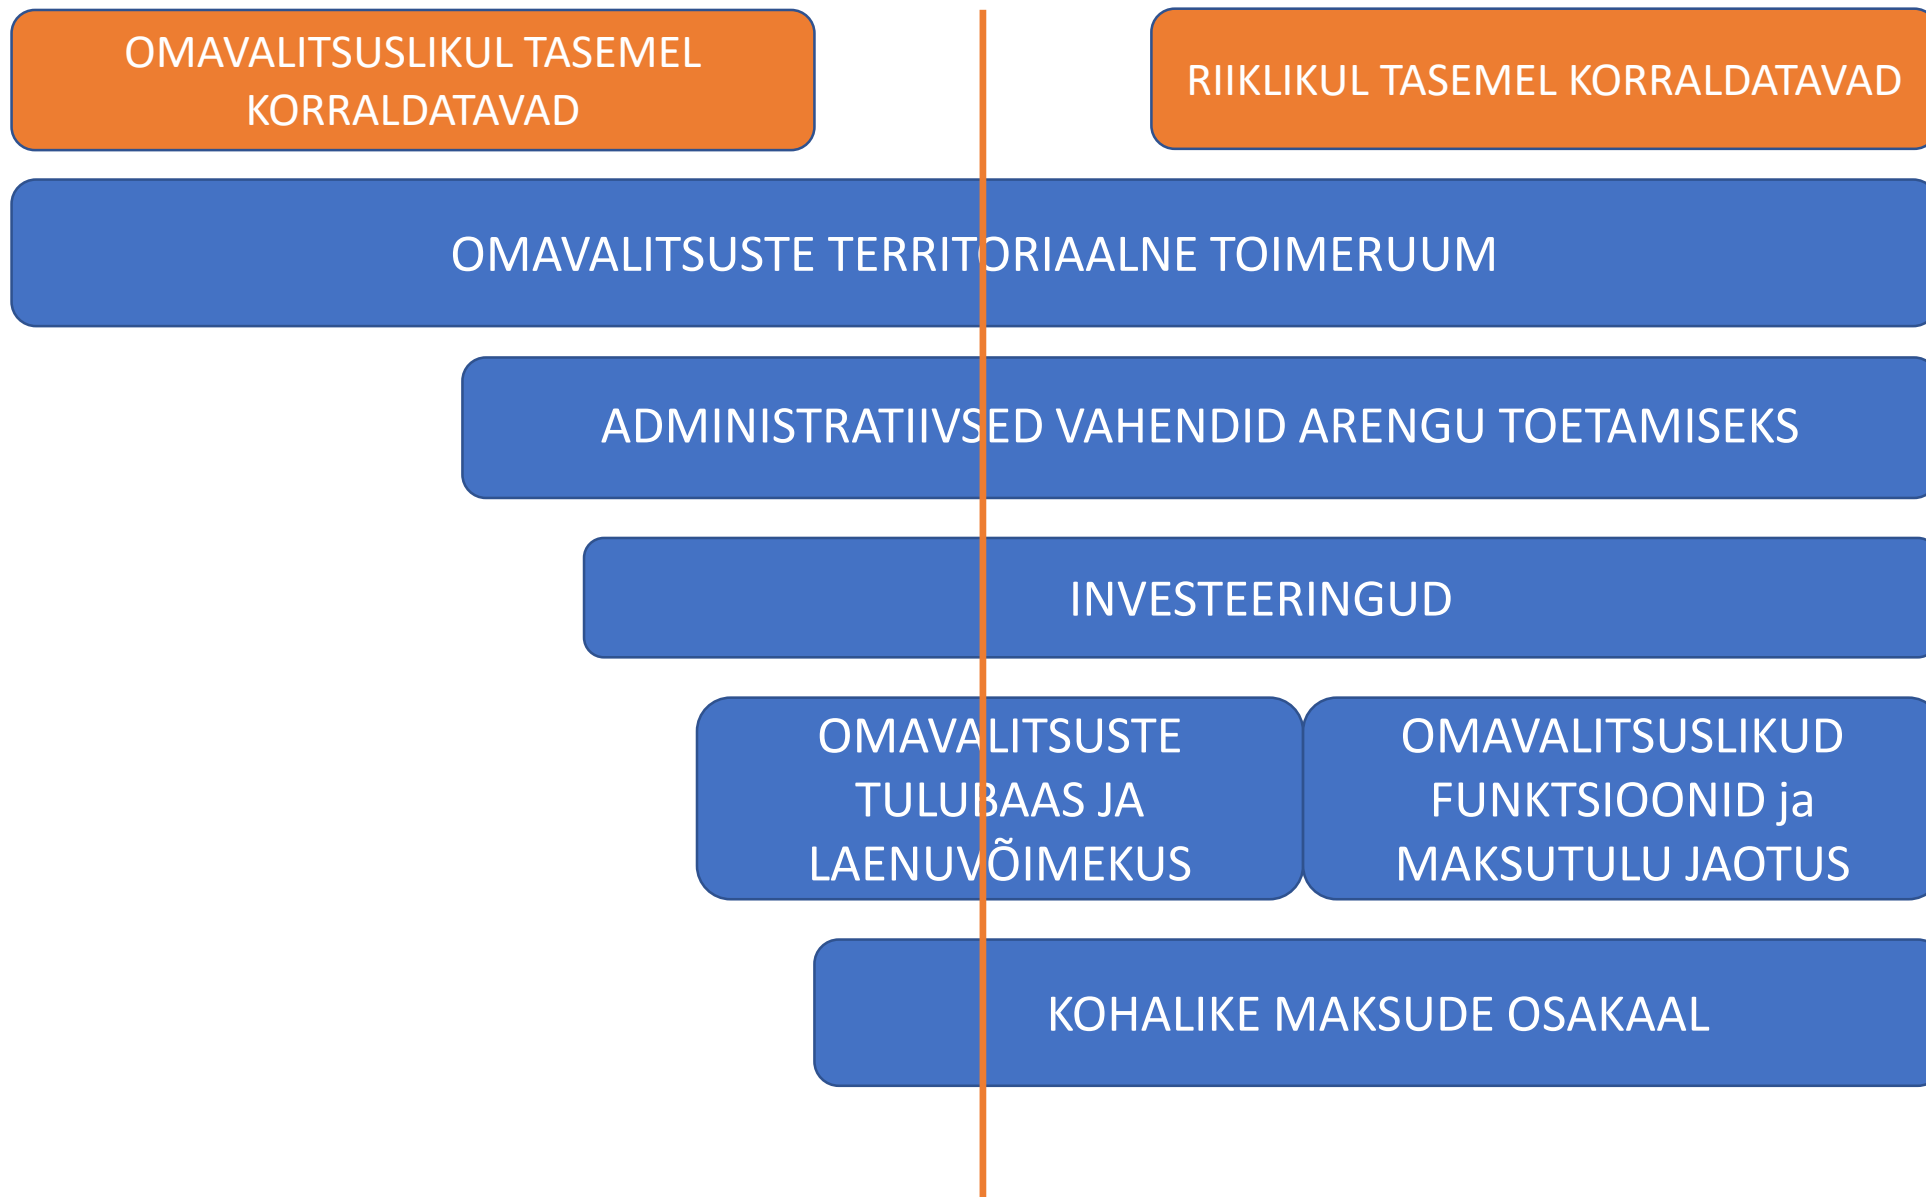 OMAVALITSUSLIKUL TASEMEL
KORRALDATAVAD
RIIKLIKUL TASEMEL KORRALDATAVAD
OMAVALITSUSTE TERRITORIAALNE TOIMERUUM
ADMINISTRATIIVSED VAHENDID ARENGU TOETAMISEKS
INVESTEERINGUD
OMAVALITSUSTE
TULUBAAS JA
LAENUVÕIMEKUS
OMAVALITSUSLIKUD
FUNKTSIOONID ja
MAKSUTULU JAOTUS
KOHALIKE MAKSUDE OSAKAAL